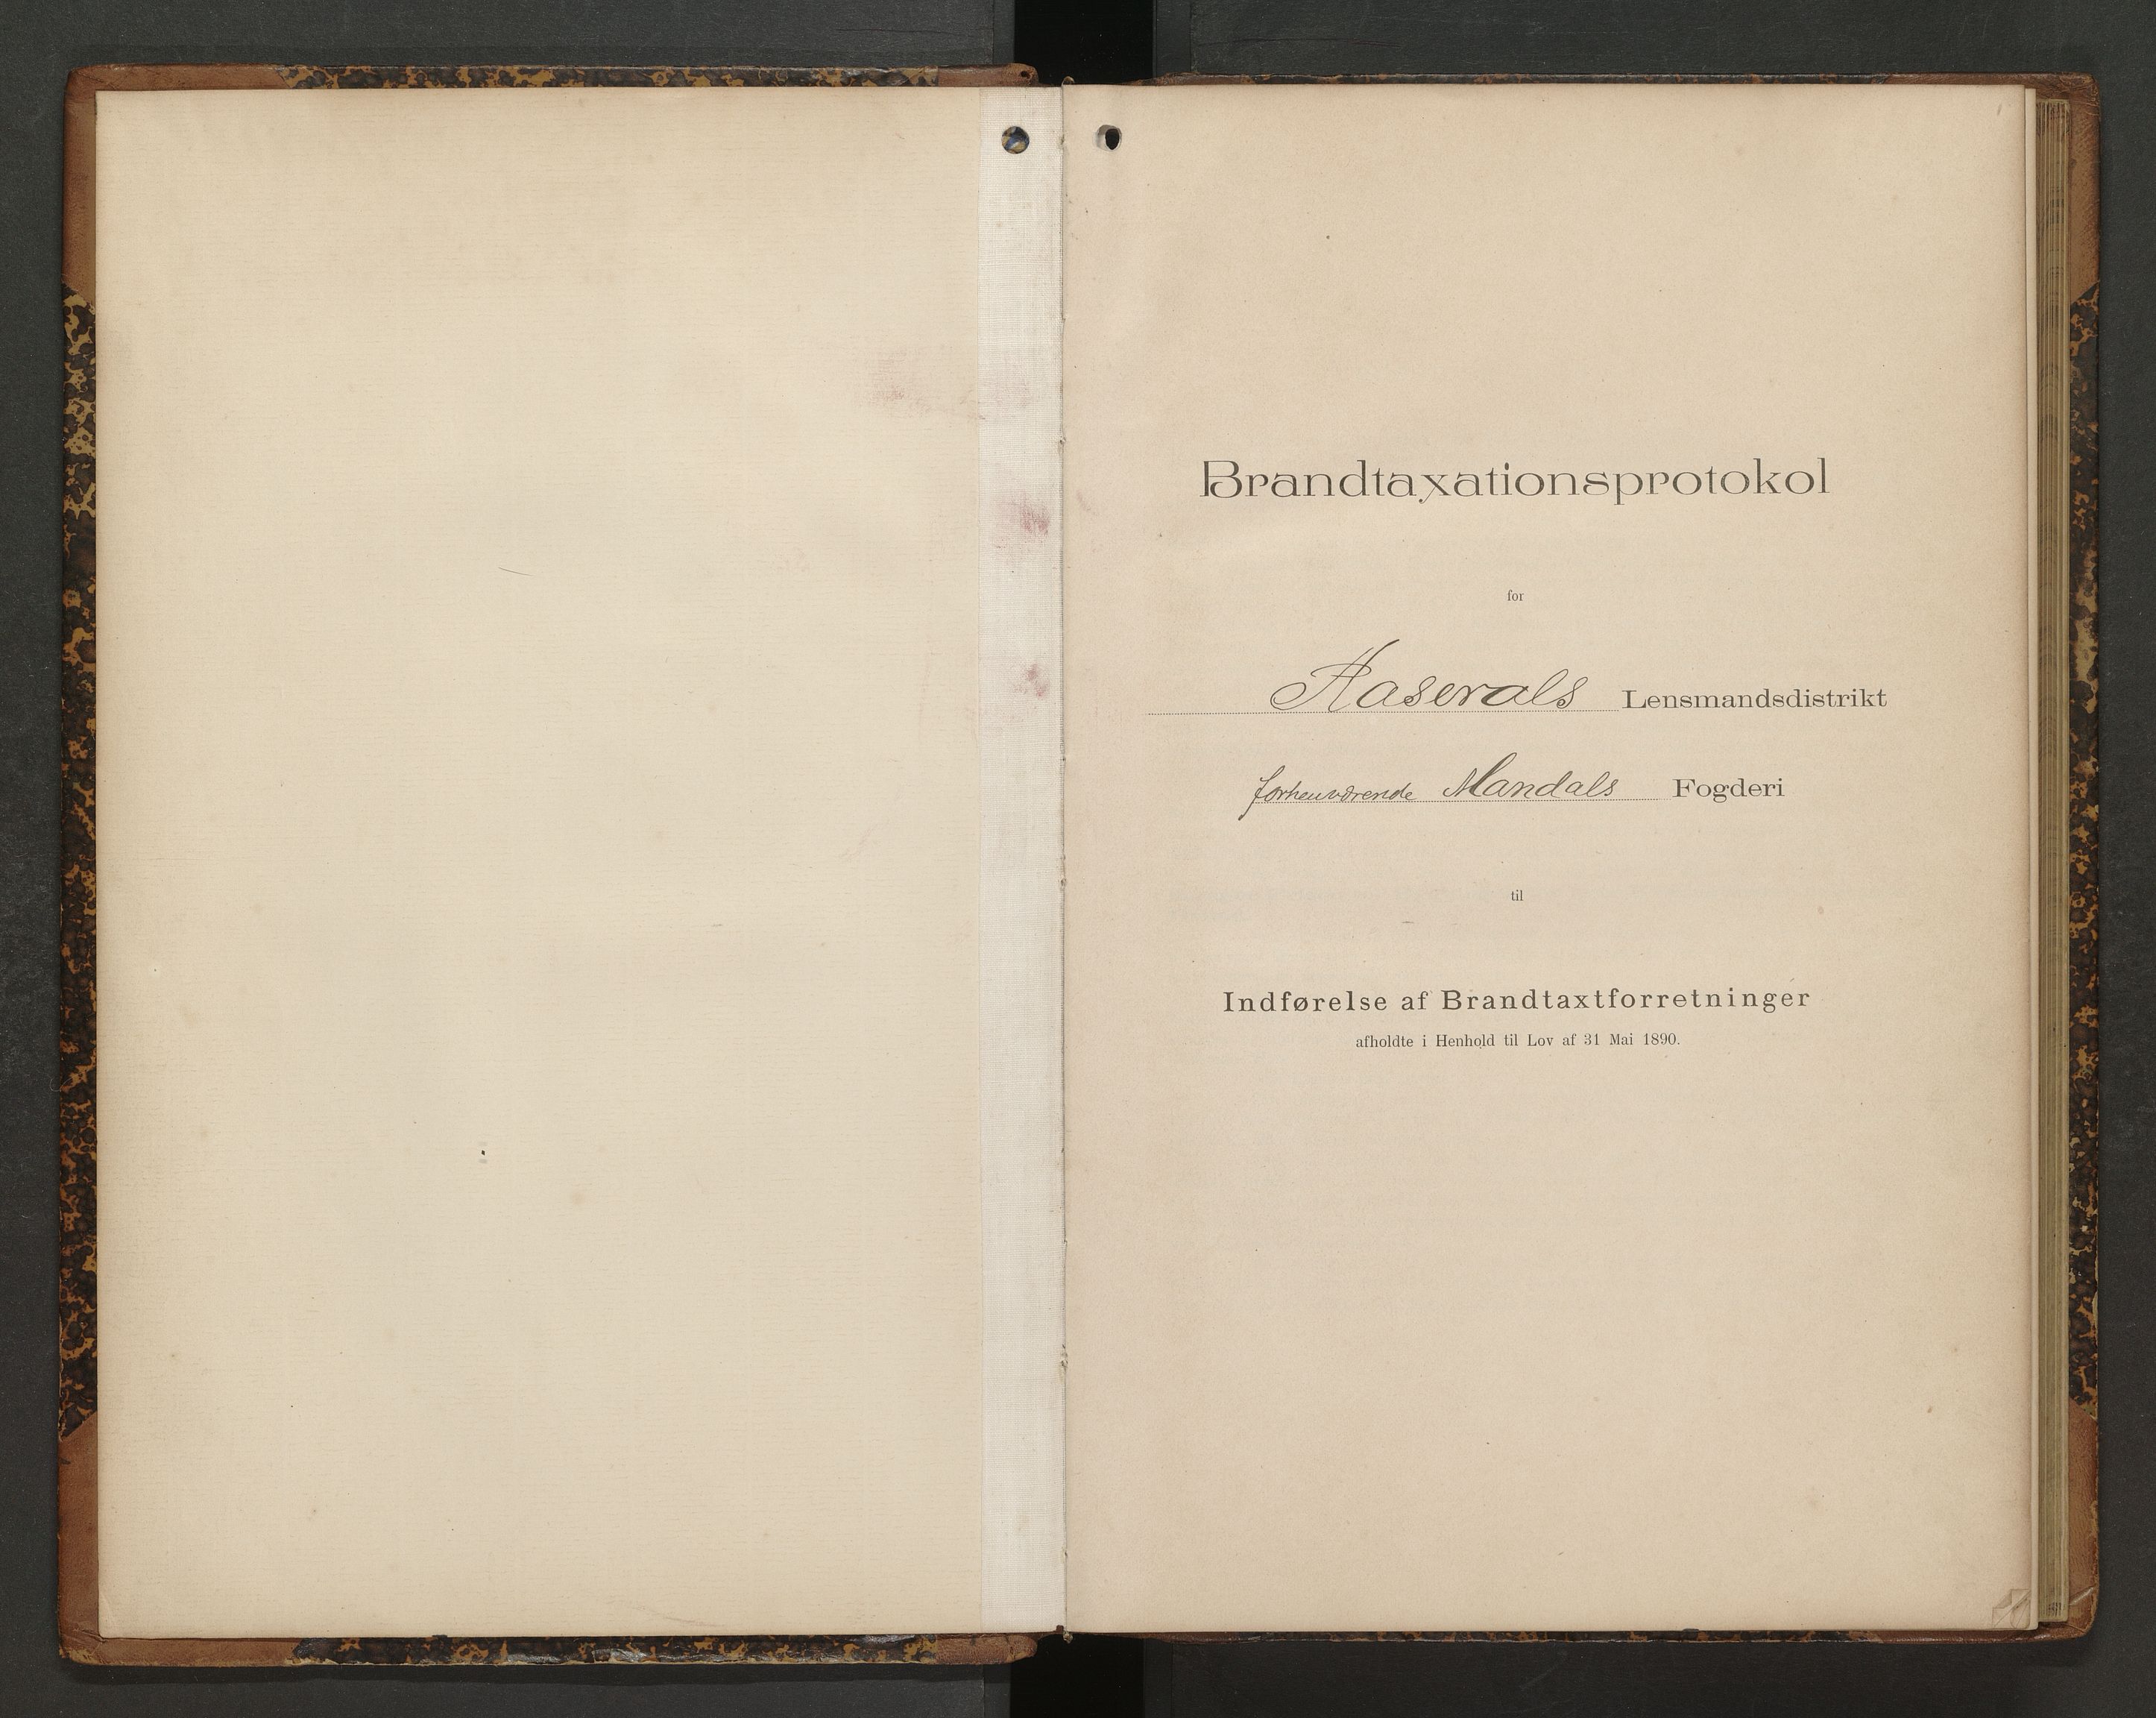 Brandtaxationsprotokol
for
Aaserals Lensmandsdistrikt
forhenværende Mandals Fogderi
til
Indførelse af Brandtaxtforretninger
afholdte i Henhold til Lov af 31 Mai 1890.